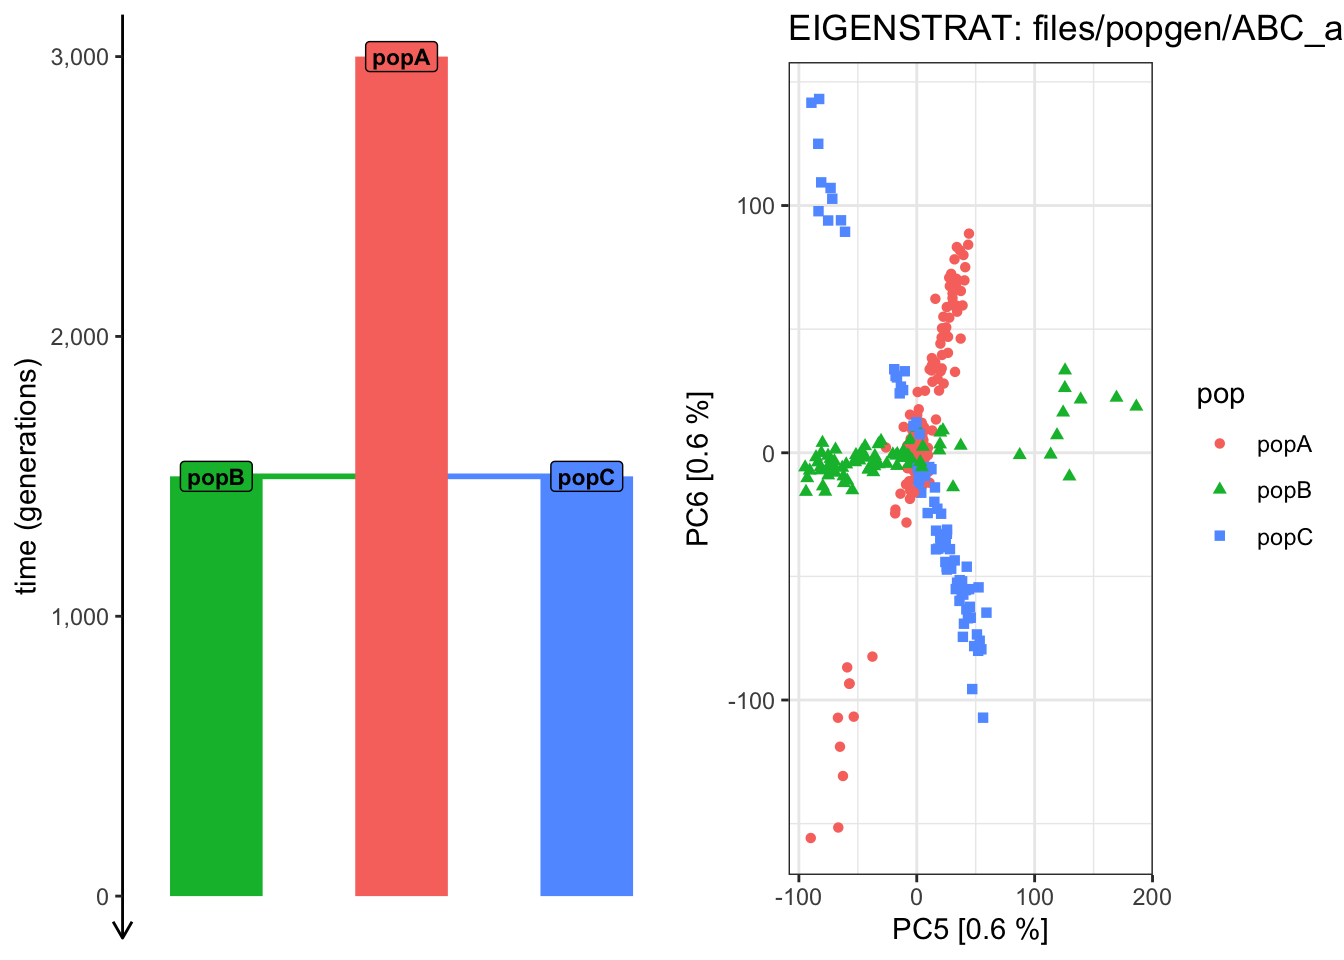 time (generations)
3,000
2,000
1,000
0
popA
popB
popC
EIGENSTRAT: files/popgen/ABC_a
PC6 [0.6 %]
100
0
-100
-100
0
100
200
PC5 [0.6 %]
pop
popA
popB
popC